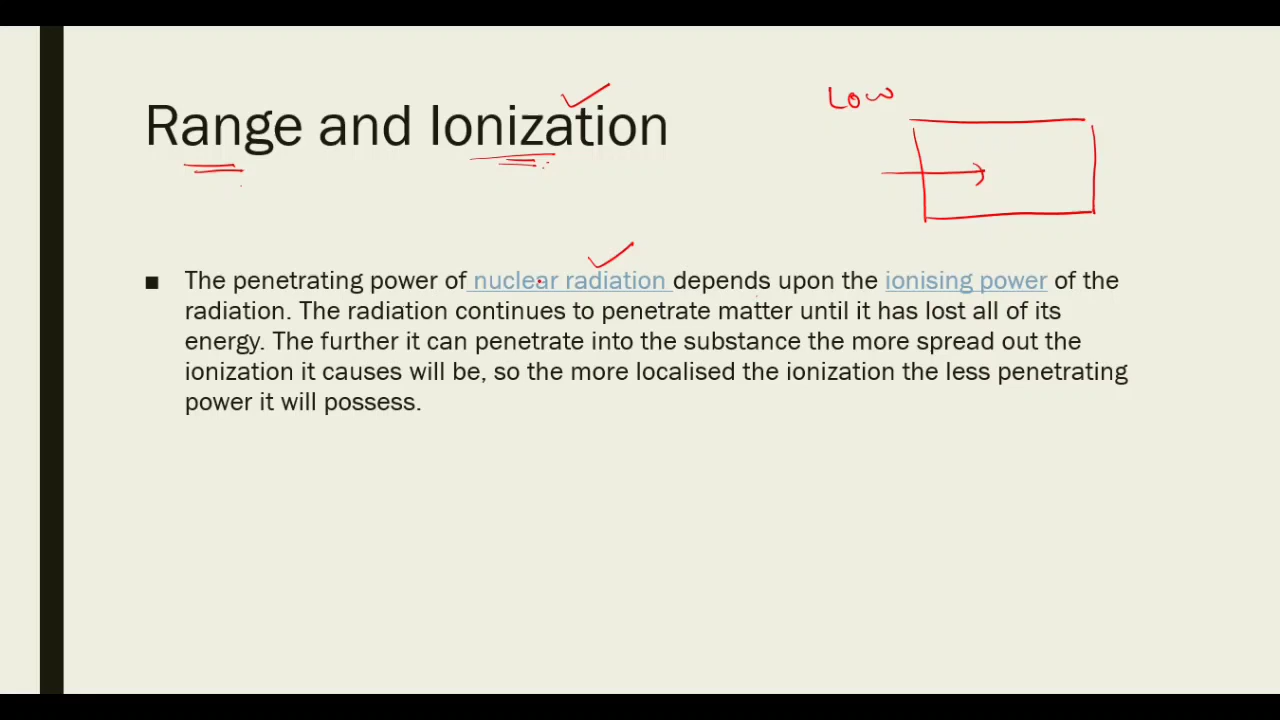 Range and Ionization
Low
■ The penetrating power of nuclear radiation depends upon the ionising power of the
radiation. The radiation continues to penetrate matter until it has lost all of its
energy. The further it can penetrate into the substance the more spread out the
ionization it causes will be, so the more localised the ionization the less penetrating
power it will possess.